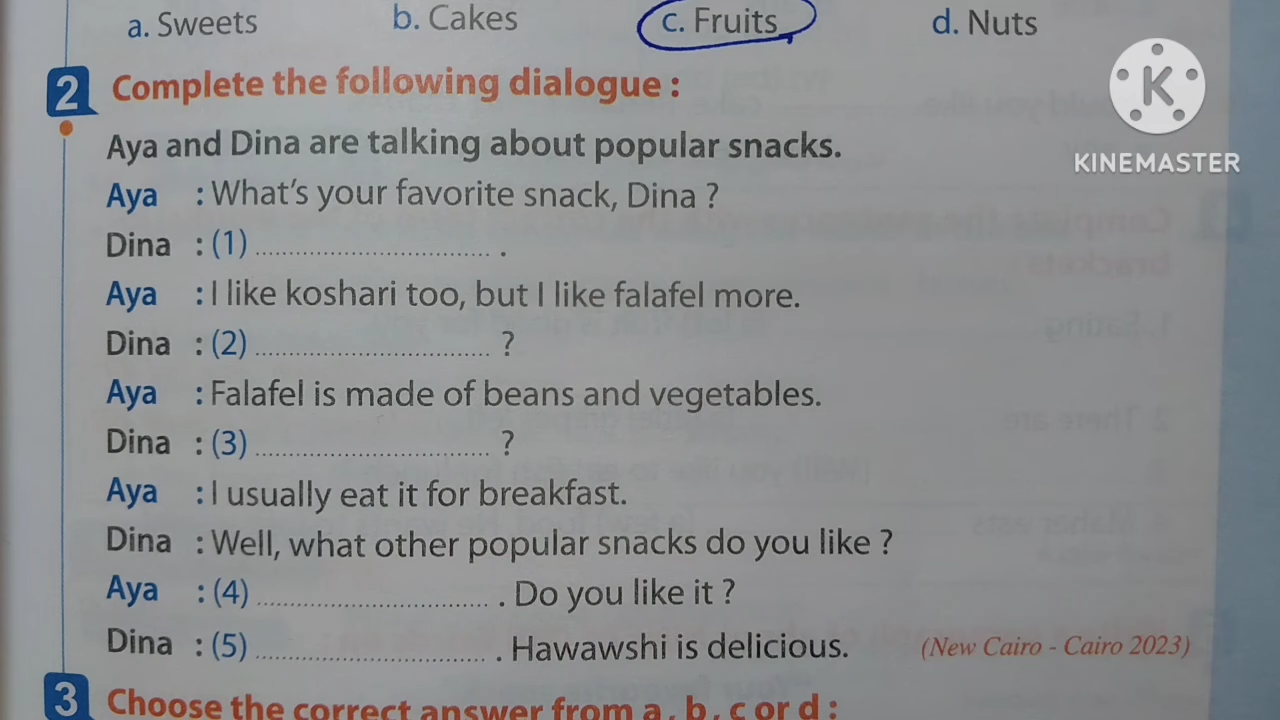 a. Sweets b. Cakes c. Fruits d. Nuts
2 Complete the following dialogue :
Aya and Dina are talking about popular snacks.
Aya : What's your favorite snack, Dina ?
Dina : (1) ........................................ .
Aya : I like koshari too, but I like falafel more.
Dina : (2) ........................................ ?
Aya : Falafel is made of beans and vegetables.
Dina : (3) ........................................ ?
Aya : I usually eat it for breakfast.
Dina : Well, what other popular snacks do you like ?
Aya : (4) ........................................ . Do you like it ?
Dina : (5) ........................................ . Hawawshi is delicious. (New Cairo - Cairo 2023)
3 Choose the correct answer from a, b, c or d :
KINEMASTER